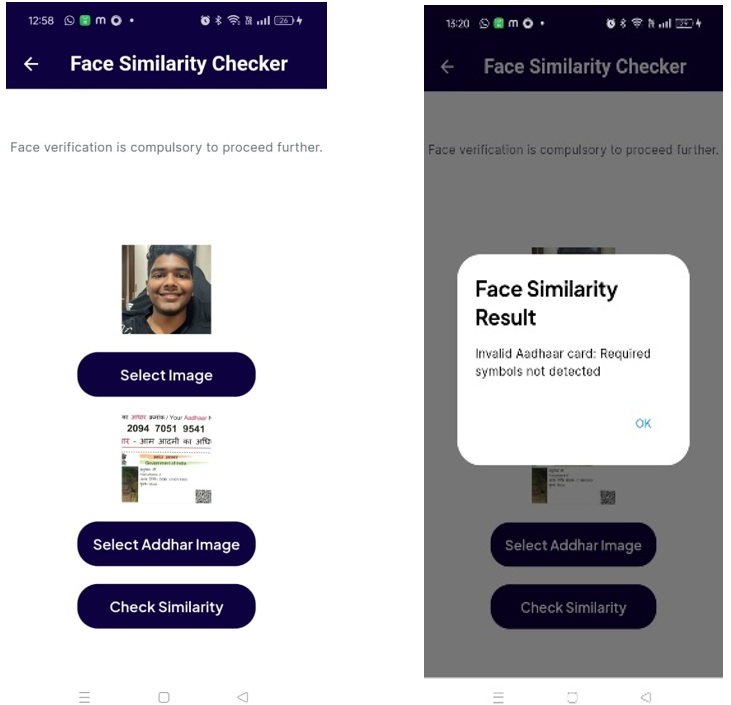 12:58
26
Face Similarity Checker
Face verification is compulsory to proceed further.
Select Image
का आधार क्रमांक / Your Aadhaar
2094 7051 9541
- आम आदमी का
Government of India
Select Addhar Image
Check Similarity
13:20
24
Face Similarity Checker
Face verification is compulsory to proceed further.
Face Similarity
Result
Invalid Aadhaar card: Required
symbols not detected
OK
Select Addhar Image
Check Similarity